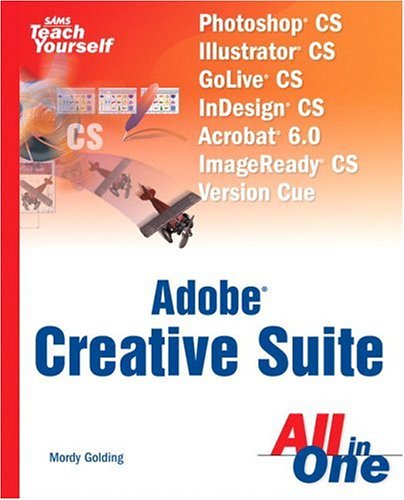 SAMS
Teach
Yourself
Photoshop® CS
Illustrator® CS
GoLive® CS
InDesign® CS
Acrobat® 6.0
ImageReady® CS
Version Cue
CS
Adobe®
Creative Suite
Mordy Golding
All in
One